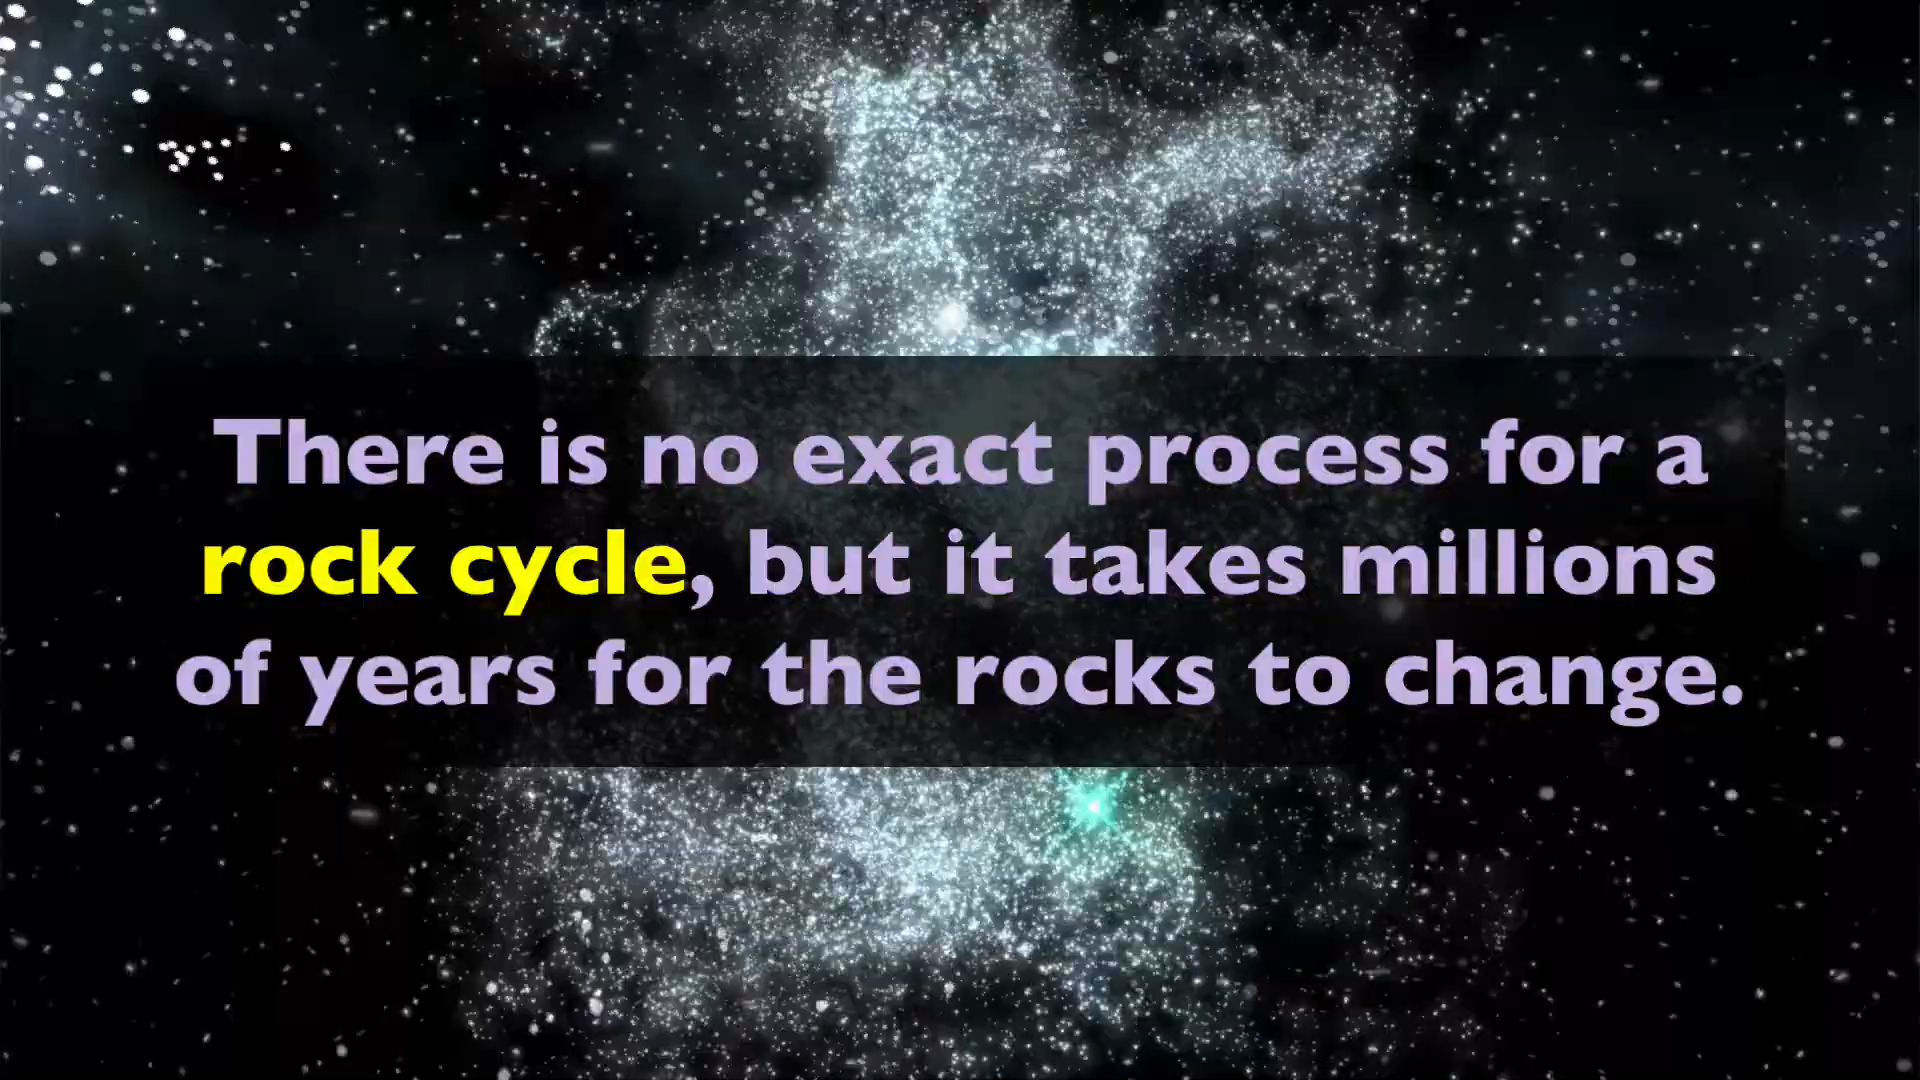 There is no exact process for a
rock cycle, but it takes millions
of years for the rocks to change.